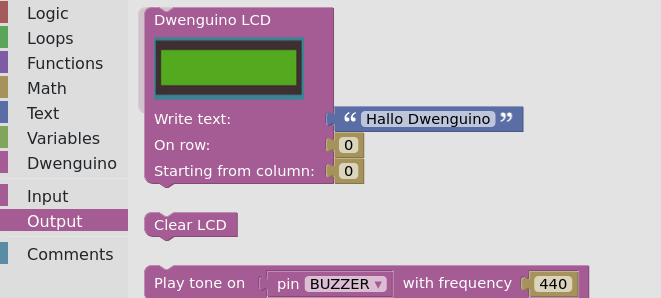 Logic
Loops
Functions
Math
Text
Variables
Dwenguino
Input
Output
Comments
Dwenguino LCD
Write text: “ Hallo Dwenguino ”
On row: 0
Starting from column: 0
Clear LCD
Play tone on pin BUZZER ▾ with frequency 440